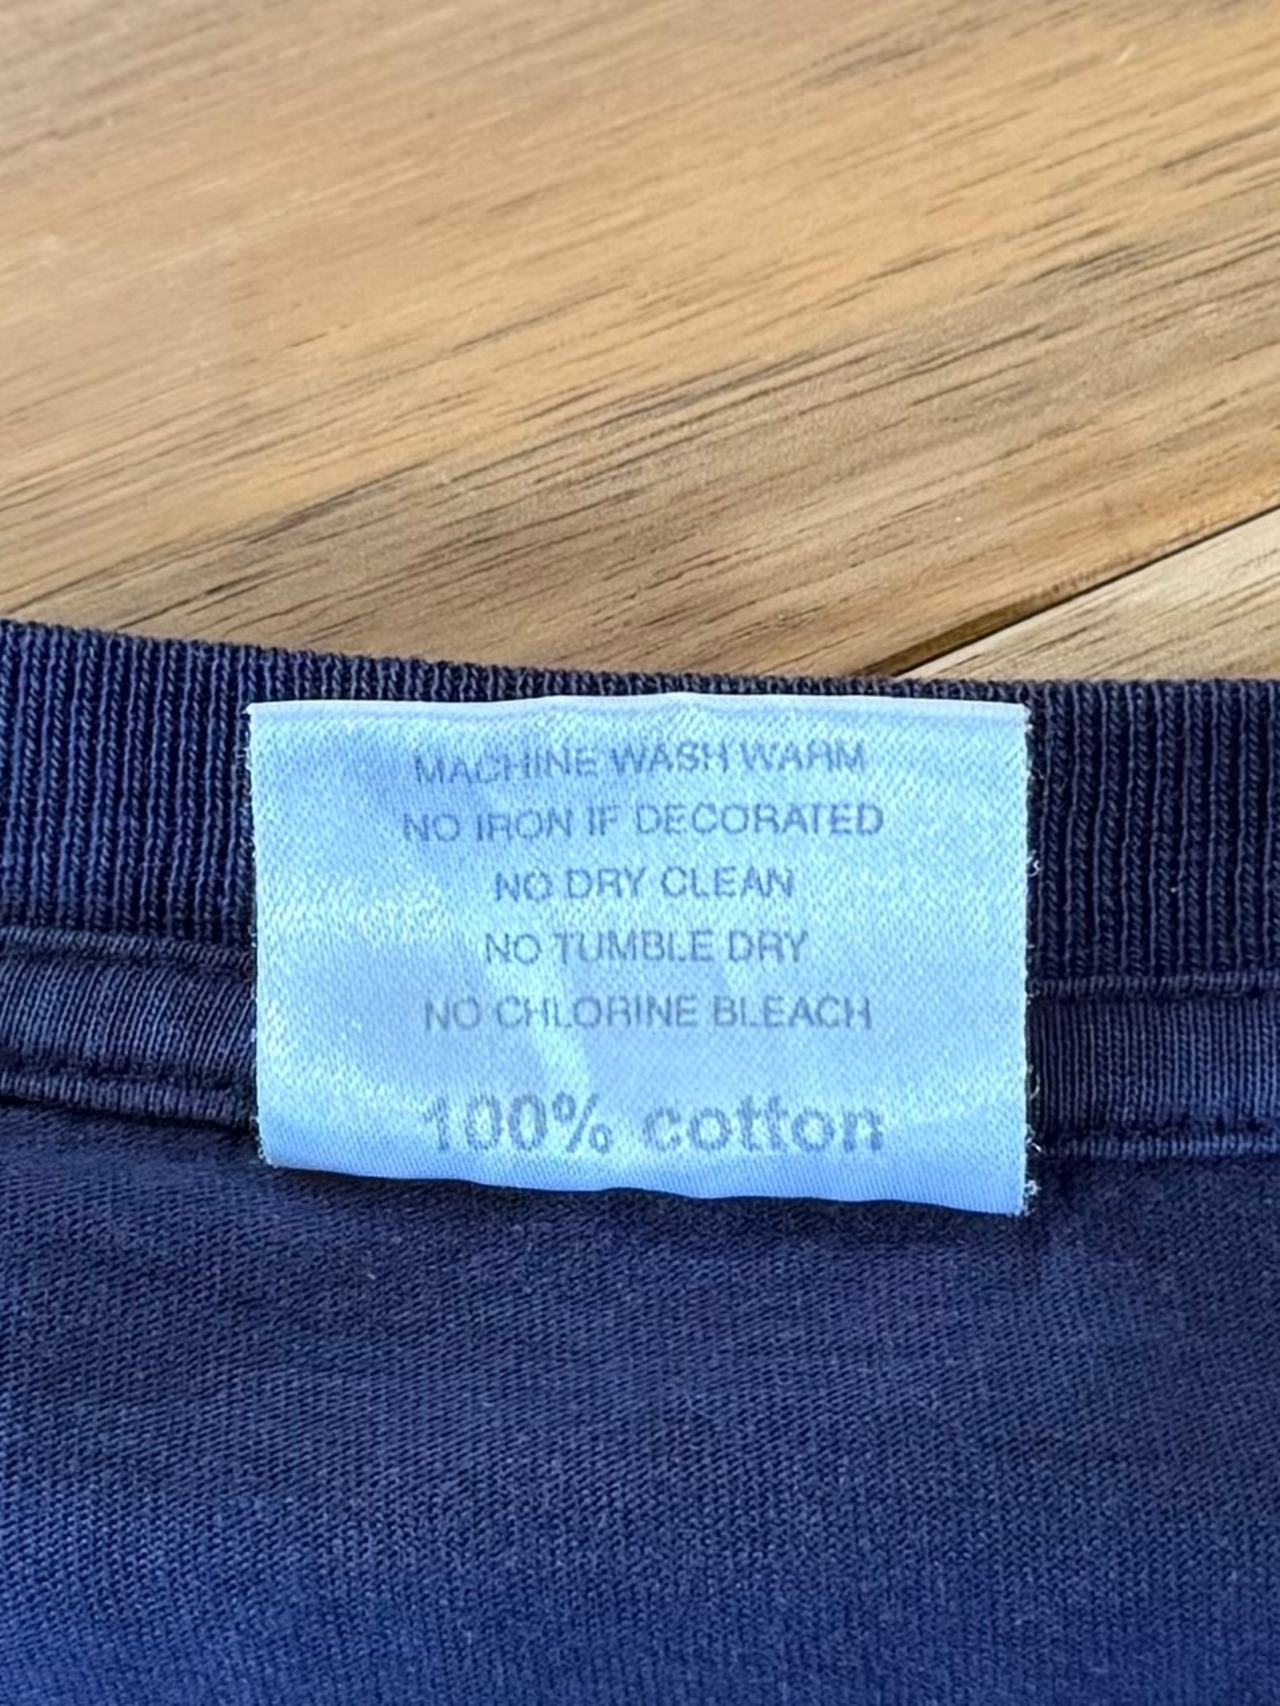 MACHINE WASH WARM
NO IRON IF DECORATED
NO DRY CLEAN
NO TUMBLE DRY
NO CHLORINE BLEACH
100% cotton